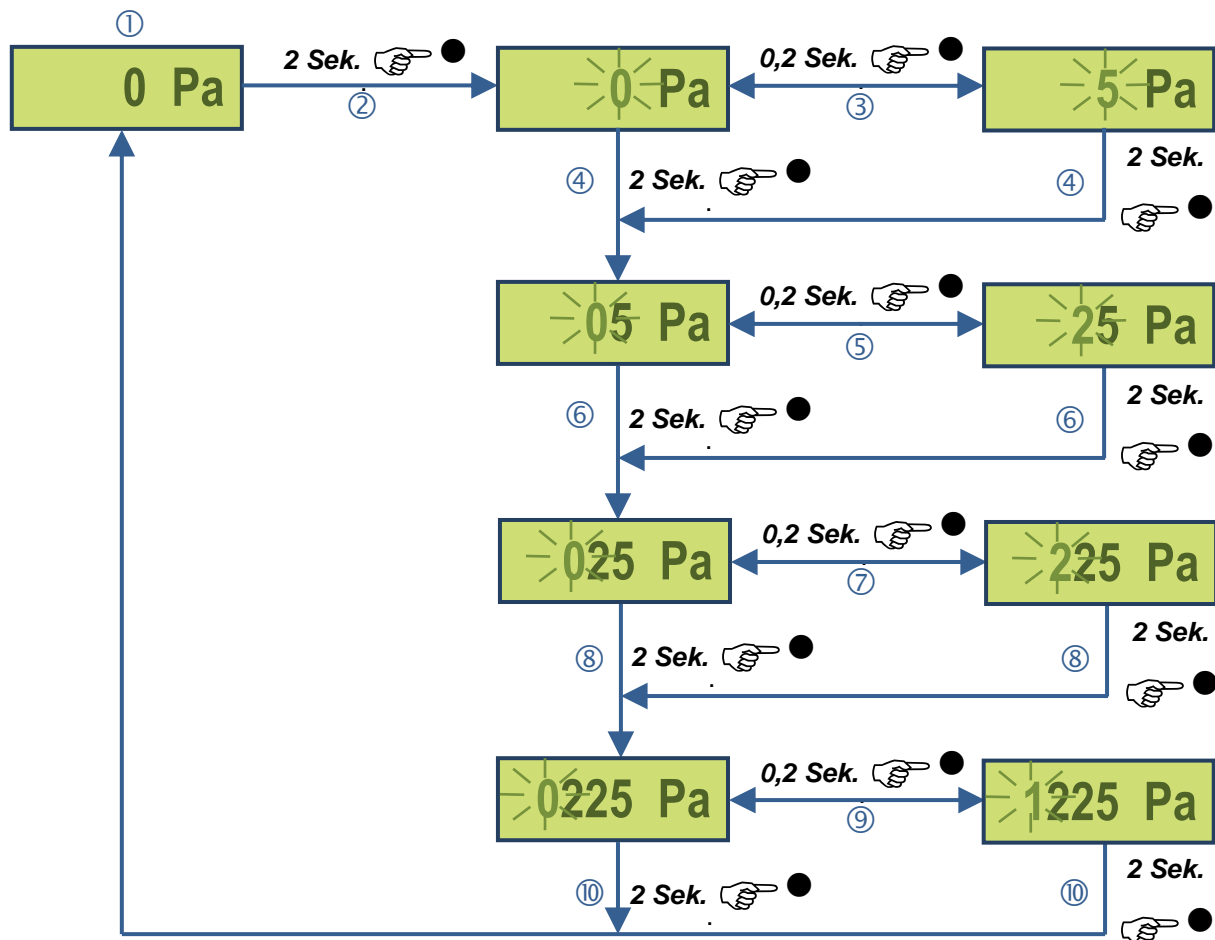 ①
2 Sek.
0,2 Sek.
0 Pa
②
0 Pa
③
5 Pa
④
2 Sek.
④
2 Sek.
0,2 Sek.
05 Pa
⑤
25 Pa
⑥
2 Sek.
⑥
2 Sek.
0,2 Sek.
025 Pa
⑦
225 Pa
⑧
2 Sek.
⑧
2 Sek.
0,2 Sek.
0225 Pa
⑨
1225 Pa
⑩
2 Sek.
⑩
2 Sek.